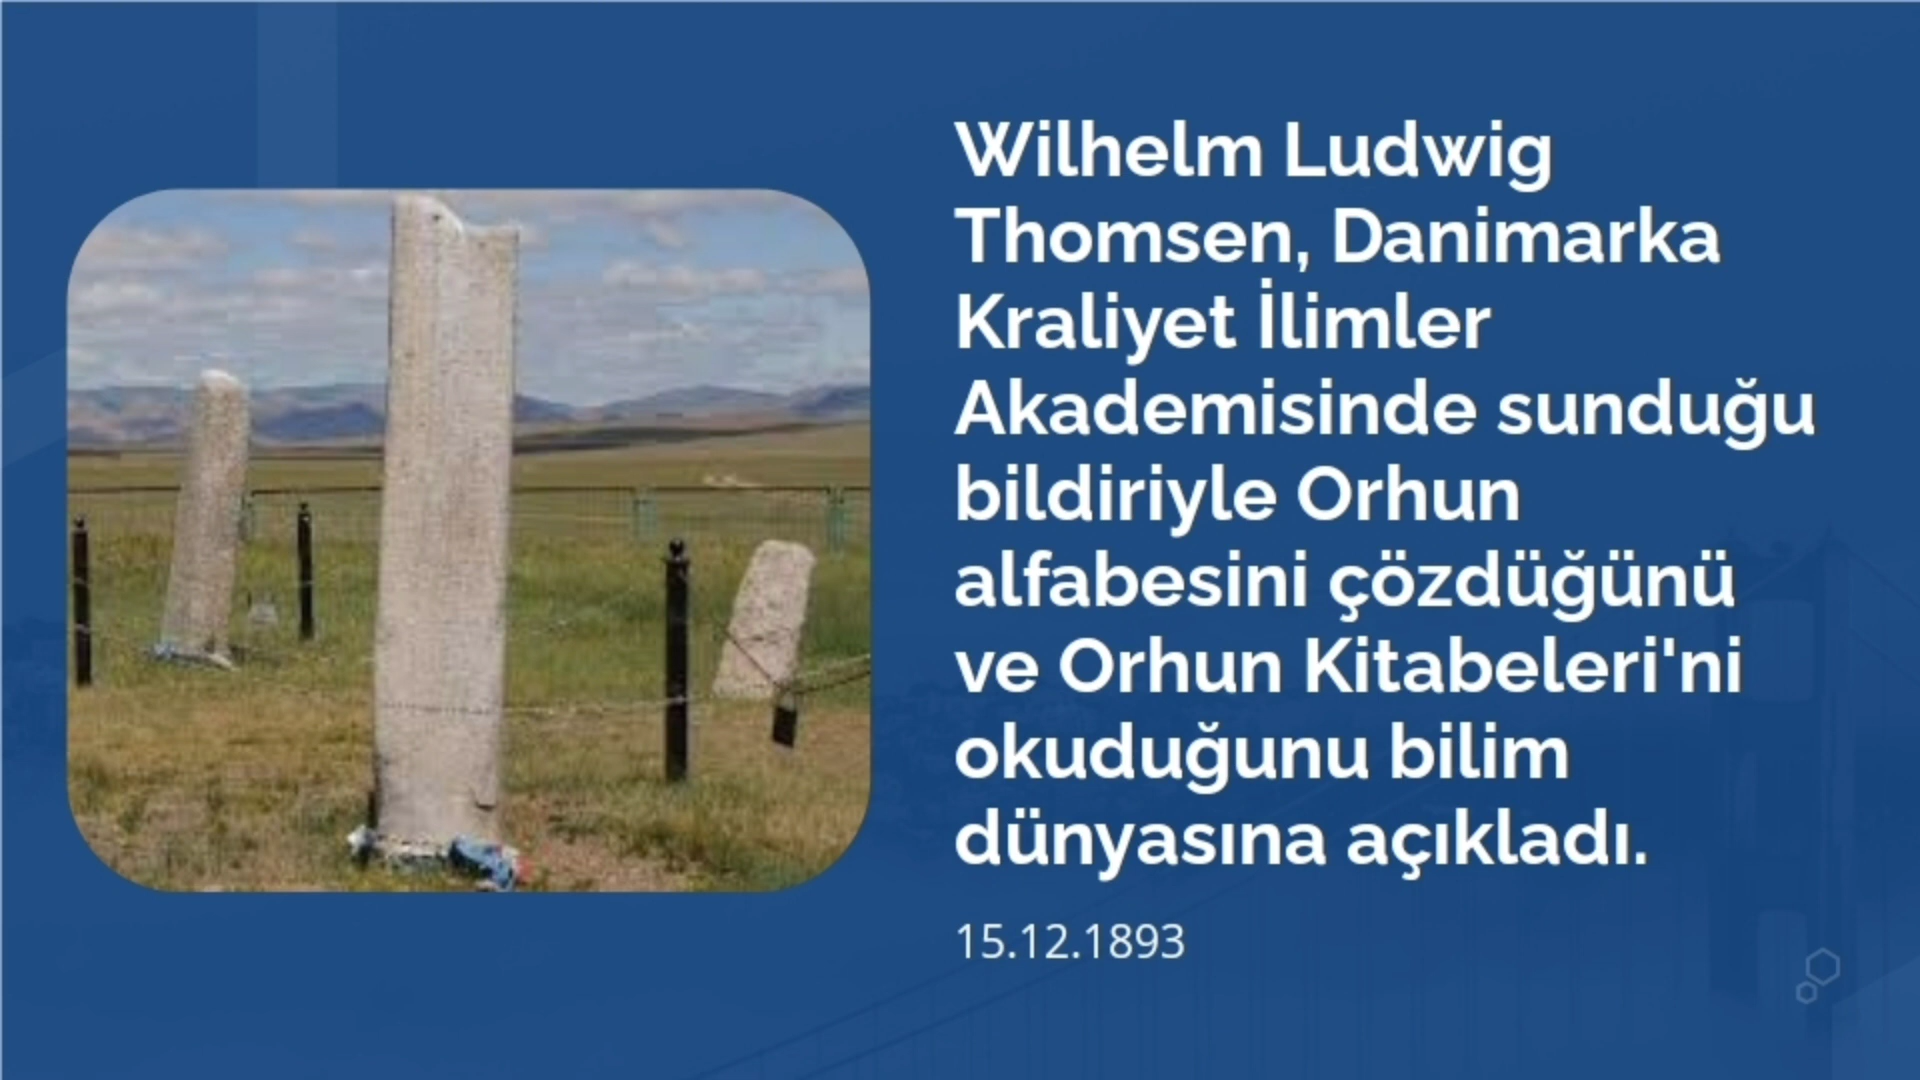 Wilhelm Ludwig
Thomsen, Danimarka
Kraliyet İlimler
Akademisinde sunduğu
bildiriyle Orhun
alfabesini çözdüğünü
ve Orhun Kitabeleri'ni
okuduğunu bilim
dünyasına açıkladı.
15.12.1893